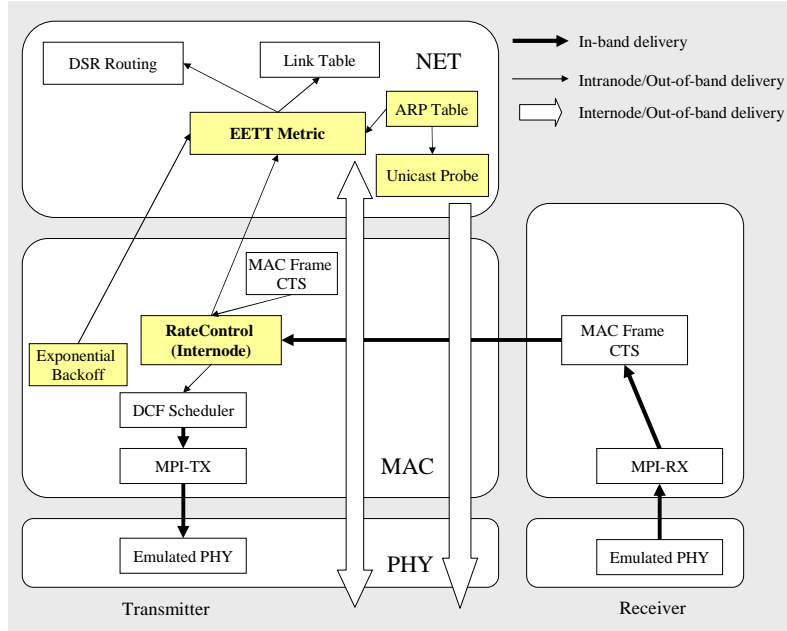 DSR Routing
Link Table
NET
In-band delivery
Intranode/Out-of-band delivery
Internode/Out-of-band delivery
ARP Table
EETT Metric
Unicast Probe
MAC Frame
CTS
RateControl
(Internode)
Exponential
Backoff
MAC Frame
CTS
DCF Scheduler
MPI-TX
MAC
MPI-RX
Emulated PHY
PHY
Emulated PHY
Transmitter
Receiver